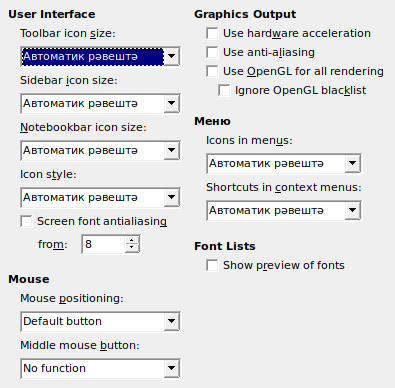 User Interface
Toolbar icon size:
Автоматик рәвештә
Sidebar icon size:
Автоматик рәвештә
Notebookbar icon size:
Автоматик рәвештә
Icon style:
Автоматик рәвештә
Screen font antialiasing
from:
8
Mouse
Mouse positioning:
Default button
Middle mouse button:
No function
Graphics Output
Use hardware acceleration
Use anti-aliasing
Use OpenGL for all rendering
Ignore OpenGL blacklist
Меню
Icons in menus:
Автоматик рәвештә
Shortcuts in context menus:
Автоматик рәвештә
Font Lists
Show preview of fonts